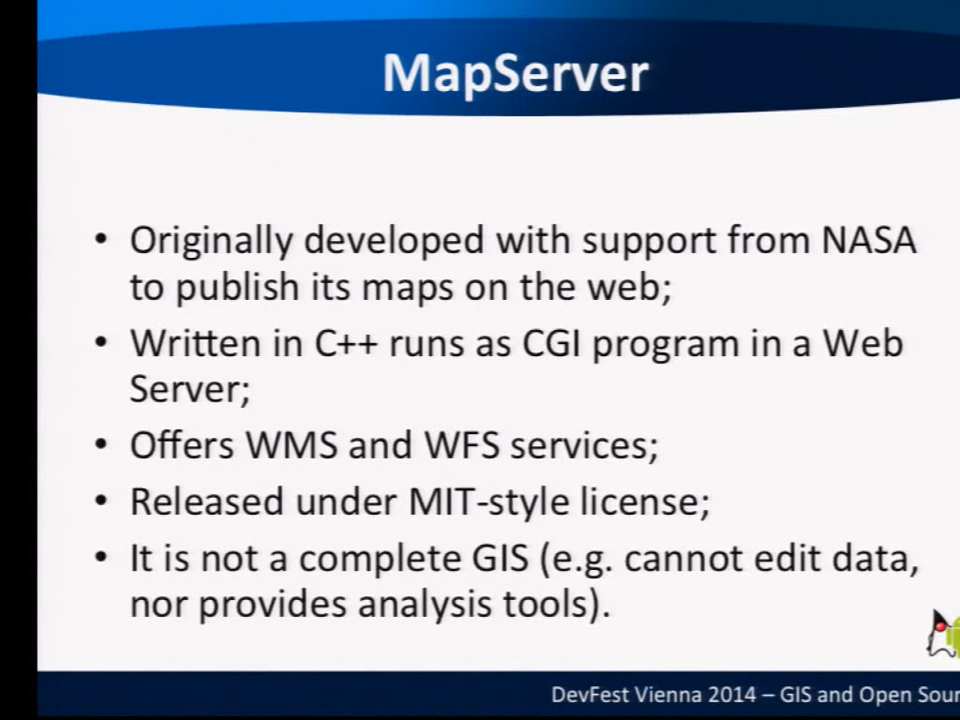 MapServer
• Originally developed with support from NASA
to publish its maps on the web;
• Written in C++ runs as CGI program in a Web
Server;
• Offers WMS and WFS services;
• Released under MIT-style license;
• It is not a complete GIS (e.g. cannot edit data,
nor provides analysis tools).
DevFest Vienna 2014 – GIS and Open Sour